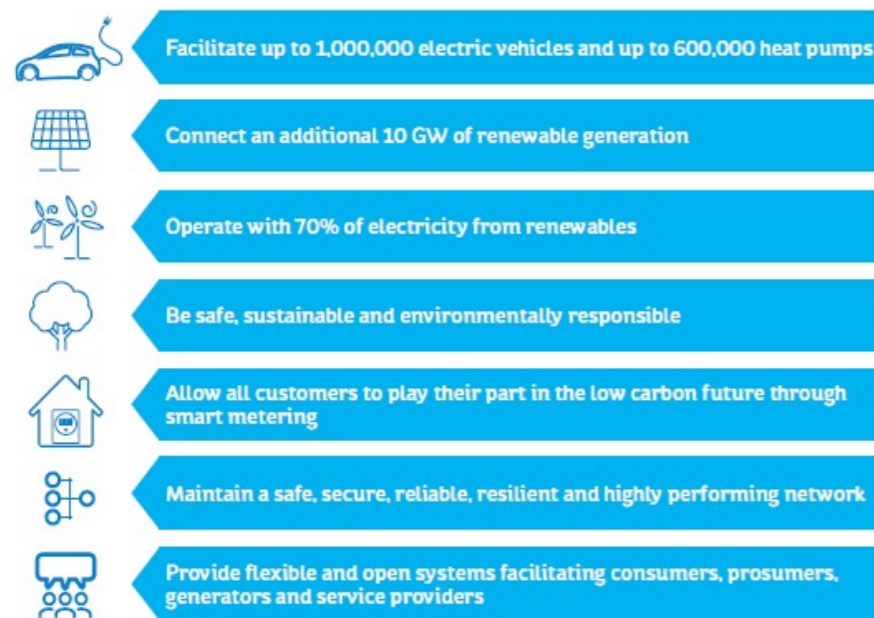 Facilitate up to 1,000,000 electric vehicles and up to 600,000 heat pumps
Connect an additional 10 GW of renewable generation
Operate with 70% of electricity from renewables
Be safe, sustainable and environmentally responsible
Allow all customers to play their part in the low carbon future through
smart metering
Maintain a safe, secure, reliable, resilient and highly performing network
Provide flexible and open systems facilitating consumers, prosumers,
generators and service providers